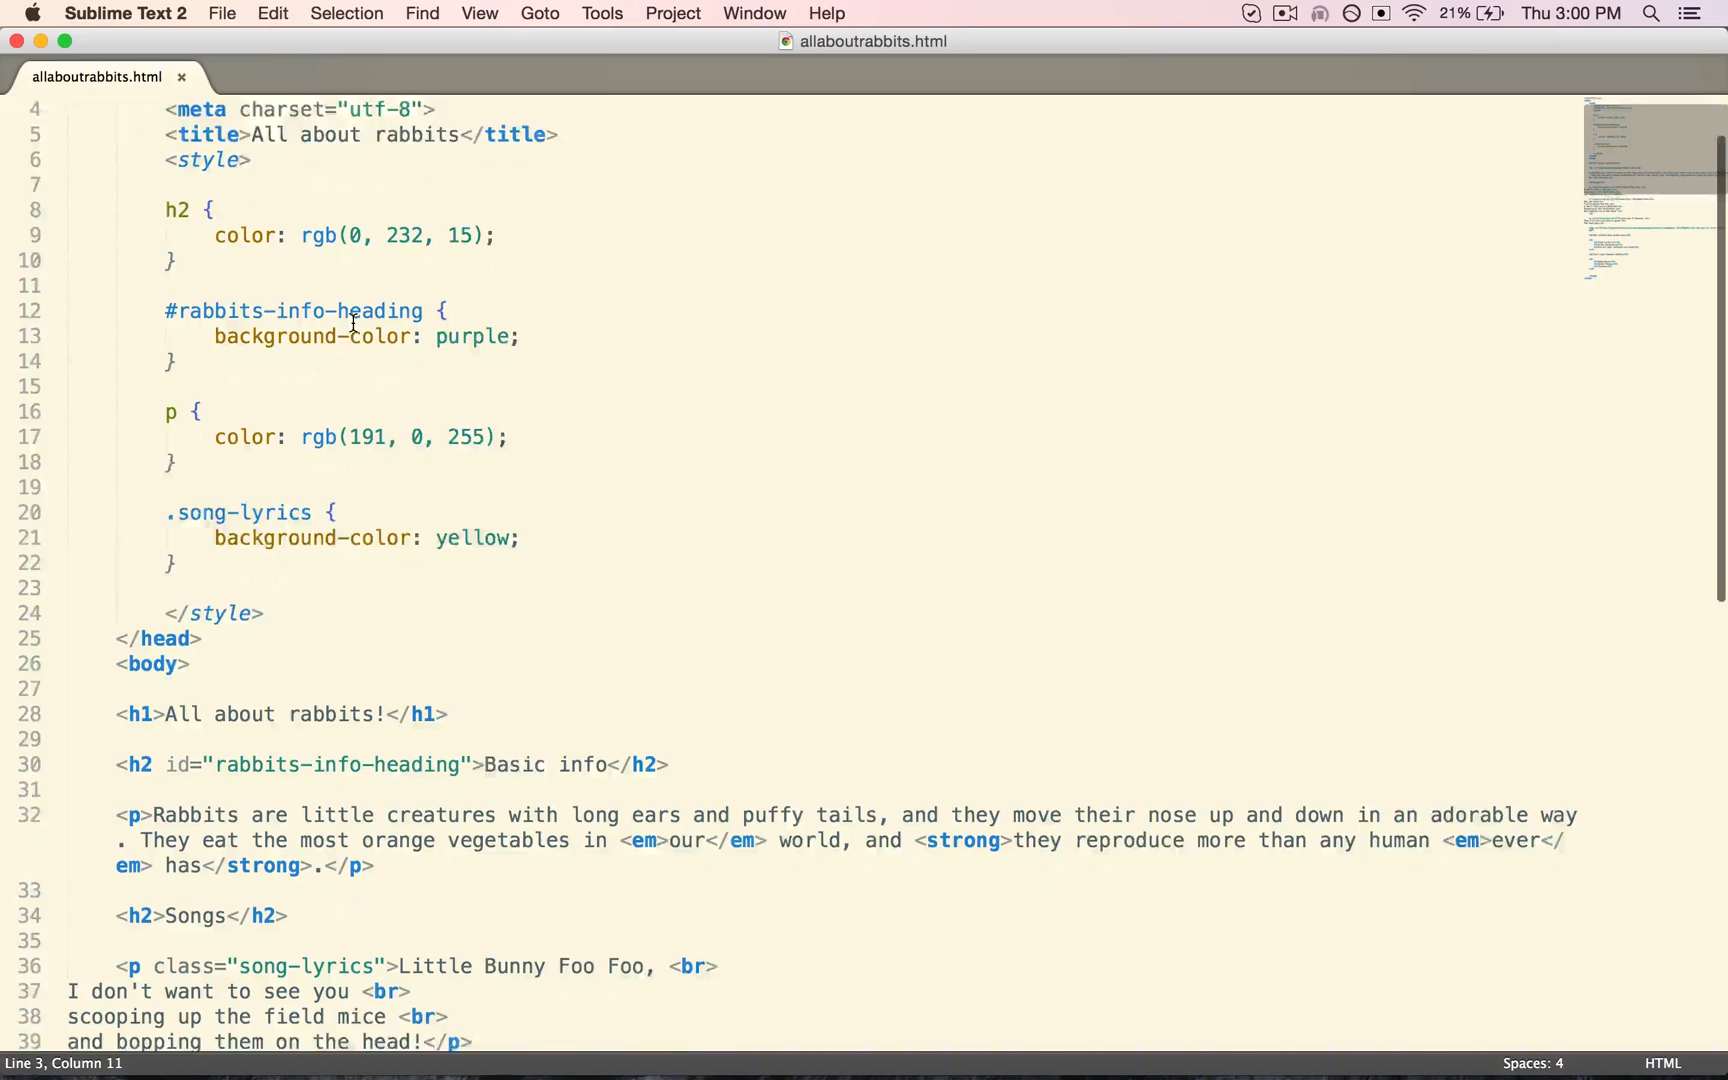 Sublime Text 2 File Edit Selection Find View Goto Tools Project Window Help 21% Thu 3:00 PM
allaboutrabbits.html
allaboutrabbits.html ×
4 <meta charset="utf-8">
5 <title>All about rabbits</title>
6 <style>
7
8 h2 {
9 color: rgb(0, 232, 15);
10 }
11
12 #rabbits-info-heading {
13 background-color: purple;
14 }
15
16 p {
17 color: rgb(191, 0, 255);
18 }
19
20 .song-lyrics {
21 background-color: yellow;
22 }
23
24 </style>
25 </head>
26 <body>
27
28 <h1>All about rabbits!</h1>
29
30 <h2 id="rabbits-info-heading">Basic info</h2>
31
32 <p>Rabbits are little creatures with long ears and puffy tails, and they move their nose up and down in an adorable way
. They eat the most orange vegetables in <em>our</em> world, and <strong>they reproduce more than any human <em>ever</
em> has</strong>.</p>
33
34 <h2>Songs</h2>
35
36 <p class="song-lyrics">Little Bunny Foo Foo, <br>
37 I don't want to see you <br>
38 scooping up the field mice <br>
39 and bopping them on the head!</p>
Line 3, Column 11 Spaces: 4 HTML